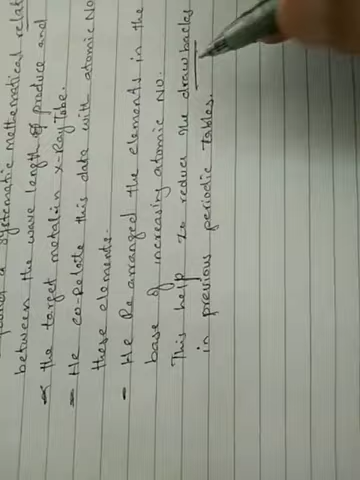 a systematic methematical relat
between the wave length of produce and
the target metal in x-Ray Tube.
- He co-Relate this data with atomic No
these elements.
- He Re arranged the elements in the
base of increasing atomic No.
This help to reduce the drawbacks
in previous periodic tables.